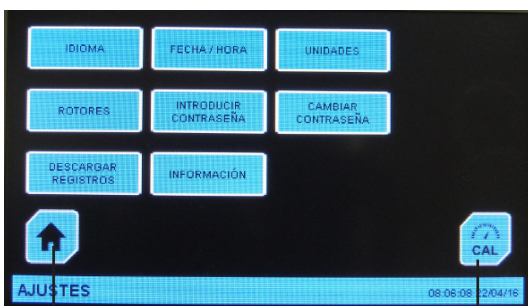 IDIOMA
FECHA / HORA
UNIDADES
ROTORES
INTRODUCIR
CONTRASEÑA
CAMBIAR
CONTRASEÑA
DESCARGAR
REGISTROS
INFORMACIÓN
CAL
AJUSTES
08:06:08 22/04/16